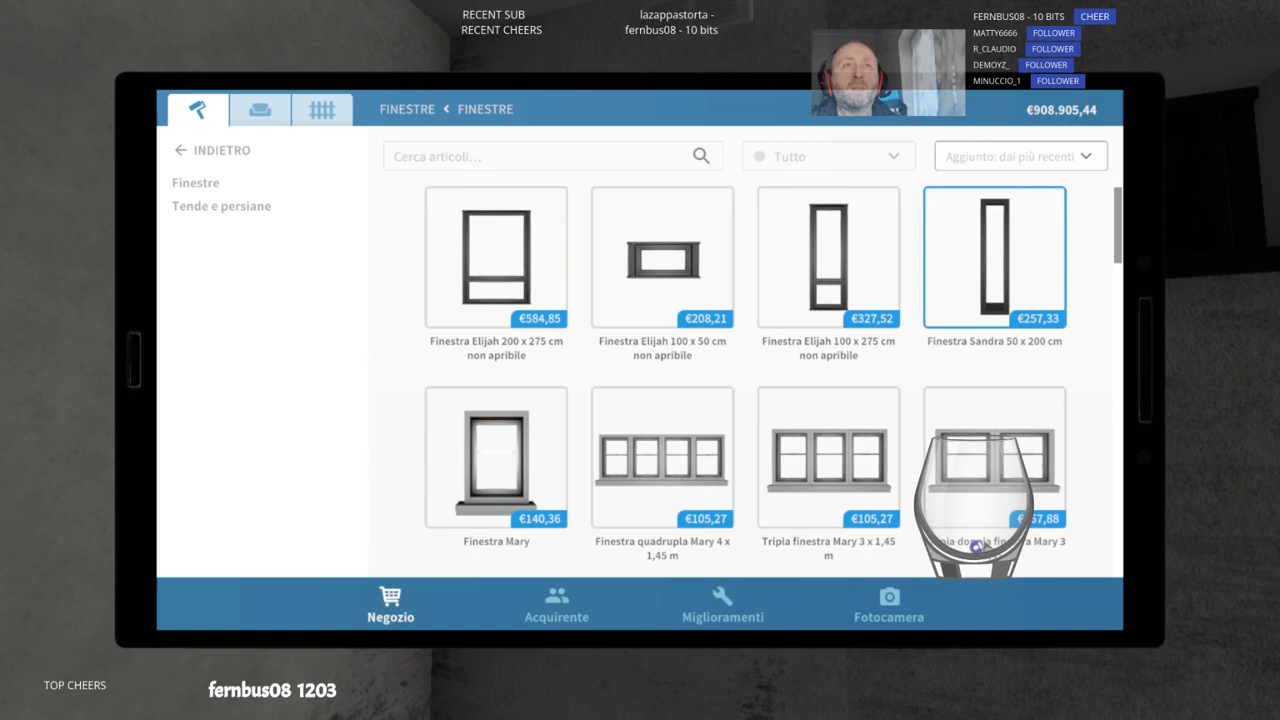 RECENT SUB
lazappastorta -
RECENT CHEERS
fernbus08 - 10 bits
FERNBUS08 - 10 BITS CHEER
MATTY6666 FOLLOWER
R_CLAUDIO FOLLOWER
DEMOYZ_ FOLLOWER
MINUCCIO_1 FOLLOWER
FINESTRE FINESTRE
€908.905,44
INDIETRO
Finestre
Tende e persiane
Cerca articoli...
Tutto
Aggiunto: dai più recenti
€584,85
€208,21
€327,52
€257,33
Finestra Elijah 200 x 275 cm
non apribile
Finestra Elijah 100 x 50 cm
non apribile
Finestra Elijah 100 x 275 cm
non apribile
Finestra Sandra 50 x 200 cm
€140,36
€105,27
€105,27
Finestra Mary
Finestra quadrupla Mary 4 x
1,45 m
Tripla finestra Mary 3 x 1,45
m
Mary 3
Negozio
Acquirente
Miglioramenti
Fotocamera
TOP CHEERS
fernbus08 1203